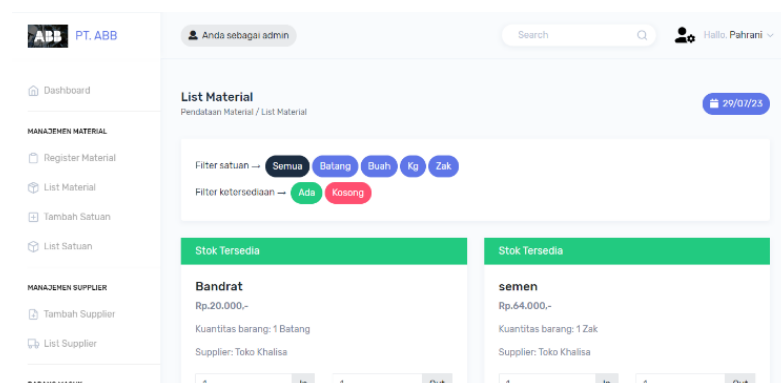 ABB PT. ABB
Anda sebagai admin
Search
Hallo, Pahrani
Dashboard
MANAJEMEN MATERIAL
Register Material
List Material
Tambah Satuan
List Satuan
MANAJEMEN SUPPLIER
Tambah Supplier
List Supplier
List Material
Pendataan Material / List Material
29/07/23
Filter satuan → Semua Batang Buah Kg Zak
Filter ketersediaan → Ada Kosong
Stok Tersedia
Bandrat
Rp.20.000,-
Kuantitas barang: 1 Batang
Supplier: Toko Khalisa
1 In 1 Out
Stok Tersedia
semen
Rp.64.000,-
Kuantitas barang: 1 Zak
Supplier: Toko Khalisa
1 In 1 Out